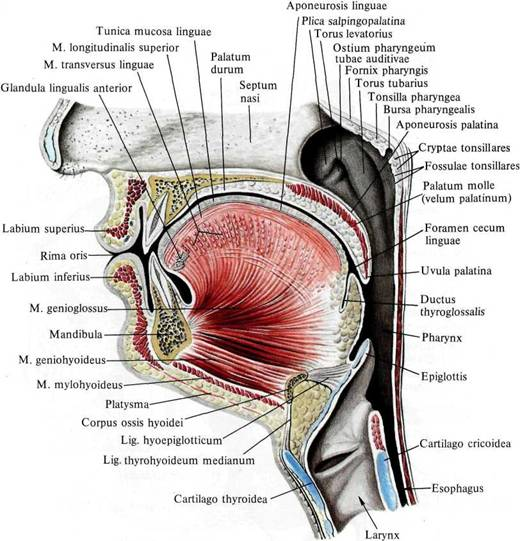 Aponeurosis linguae
Plica salpingopalatina
Torus levatorius
Ostium pharyngeum
tubae auditivae
Fornix pharyngis
Torus tubarius
Tonsilla pharyngea
Bursa pharyngealis
Aponeurosis palatina
Cryptae tonsillares
Fossulae tonsillares
Palatum molle
(velum palatinum)
Foramen cecum
linguae
Uvula palatina
Ductus
thyroglossalis
Pharynx
Epiglottis
Cartilago cricoidea
Esophagus
Larynx
Tunica mucosa linguae
M. longitudinalis superior
M. transversus linguae
Glandula lingualis anterior
Palatum
durum
Septum
nasi
Labium superius
Rima oris
Labium inferius
M. genioglossus
Mandibula
M. geniohyoideus
M. mylohyoideus
Platysma
Corpus ossis hyoidei
Lig. hyoepiglotticum
Lig. thyrohyoideum medianum
Cartilago thyroidea